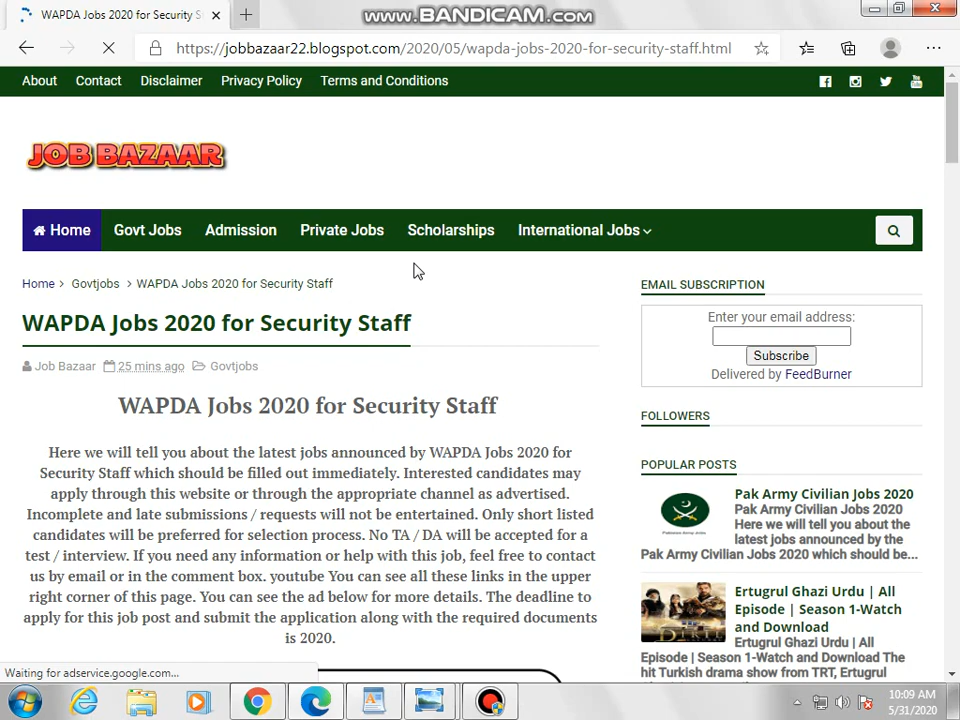 WAPDA Jobs 2020 for Security S
www.BANDICAM.com
https://jobbazaar22.blogspot.com/2020/05/wapda-jobs-2020-for-security-staff.html
About Contact Disclaimer Privacy Policy Terms and Conditions
JOB BAZAAR
Home Govt Jobs Admission Private Jobs Scholarships International Jobs
Home > Govtjobs > WAPDA Jobs 2020 for Security Staff
WAPDA Jobs 2020 for Security Staff
Job Bazaar 25 mins ago Govtjobs
WAPDA Jobs 2020 for Security Staff
Here we will tell you about the latest jobs announced by WAPDA Jobs 2020 for
Security Staff which should be filled out immediately. Interested candidates may
apply through this website or through the appropriate channel as advertised.
Incomplete and late submissions / requests will not be entertained. Only short listed
candidates will be preferred for selection process. No TA / DA will be accepted for a
test / interview. If you need any information or help with this job, feel free to contact
us by email or in the comment box. youtube You can see all these links in the upper
right corner of this page. You can see the ad below for more details. The deadline to
apply for this job post and submit the application along with the required documents
is 2020.
EMAIL SUBSCRIPTION
Enter your email address:
Subscribe
Delivered by FeedBurner
FOLLOWERS
POPULAR POSTS
Pak Army Civilian Jobs 2020
Pak Army Civilian Jobs 2020
Here we will tell you about the
latest jobs announced by the
Pak Army Civilian Jobs 2020 which should be...
Ertugrul Ghazi Urdu | All
Episode | Season 1-Watch
and Download
Ertugrul Ghazi Urdu | All
Episode | Season 1-Watch and Download The
hit Turkish drama show from TRT, Ertugrul
Waiting for adservice.google.com...
10:09 AM
5/31/2020